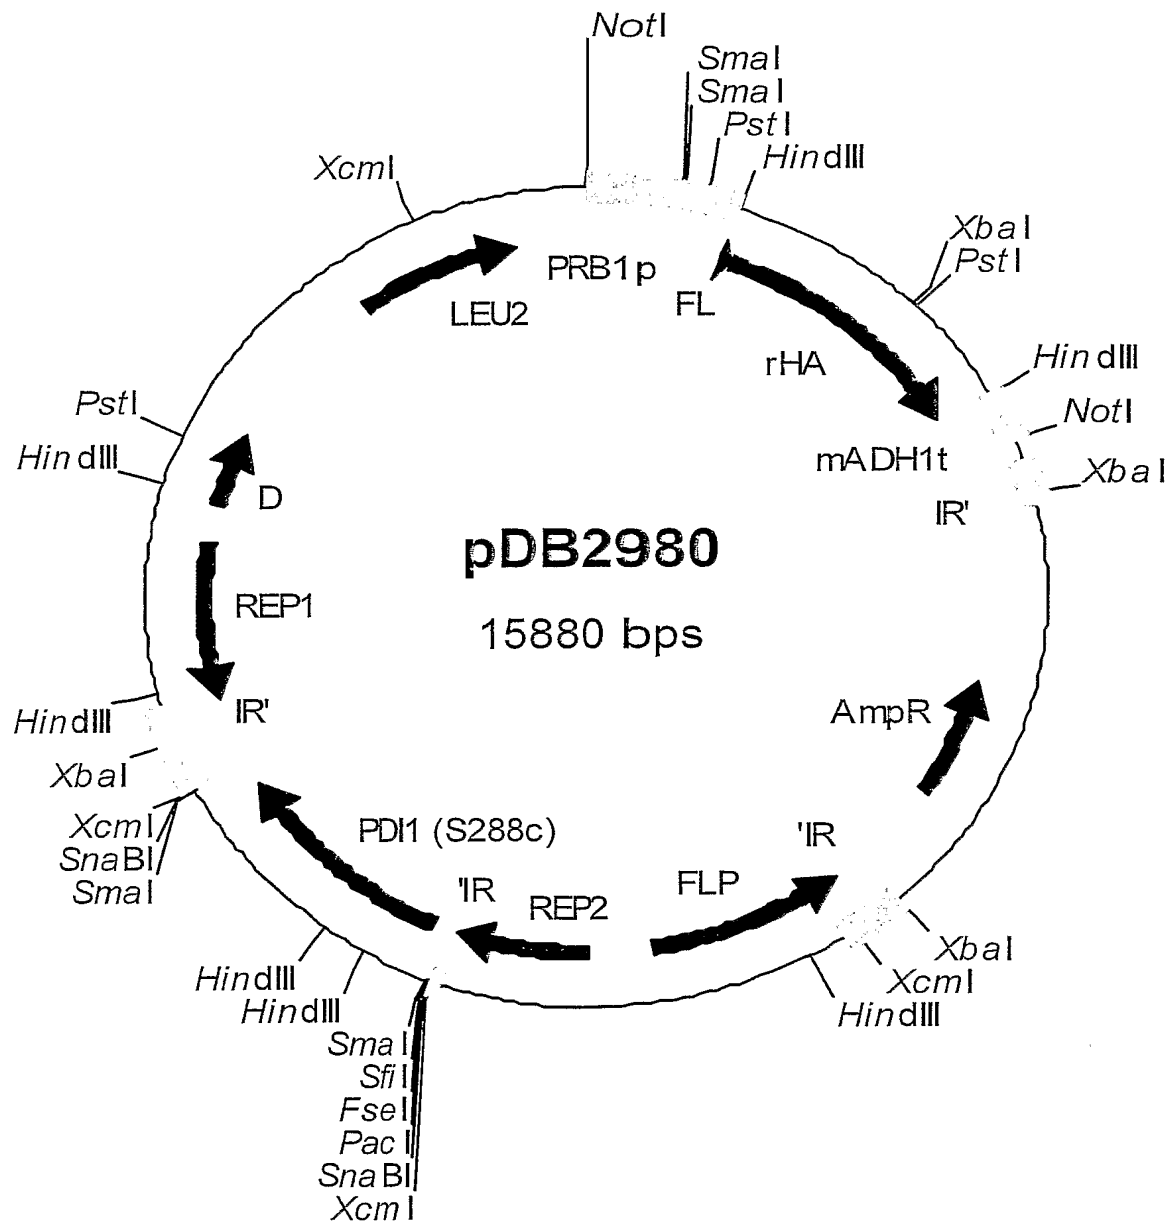 NotI
SmaI
SmaI
PstI
HindIII
XcmI
XbaI
PstI
PRB1p
FL
LEU2
rHA
HindIII
PstI
NotI
HindIII
mADH1t
XbaI
D
IR'
pDB2980
REP1
15880 bps
HindIII
IR'
AmpR
XbaI
XcmI
PDI1 (S288c)
'IR
SnaBI
SmaI
'IR
FLP
REP2
XbaI
HindIII
XcmI
HindIII
HindIII
SmaI
SfiI
FseI
PacI
SnaBI
XcmI